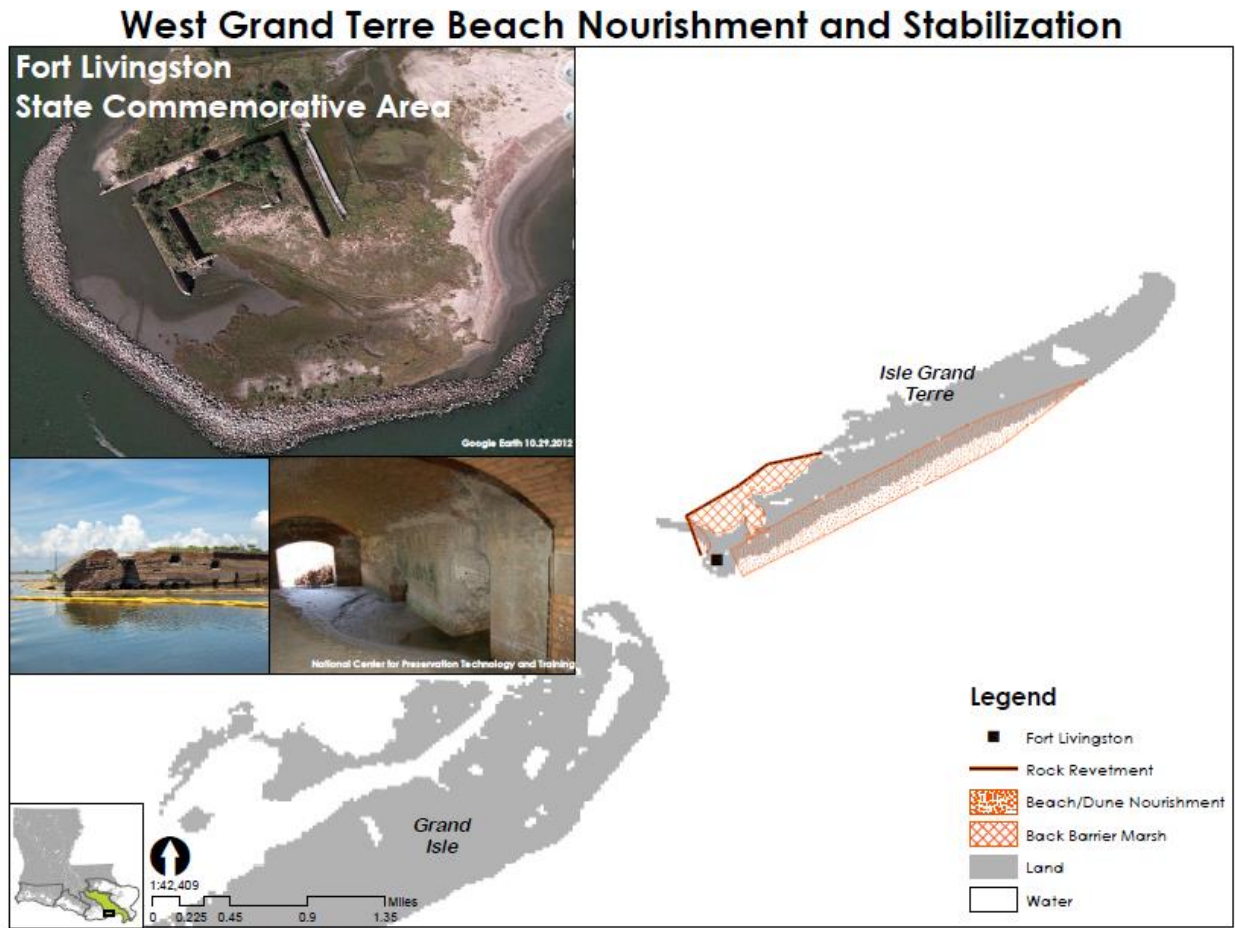 West Grand Terre Beach Nourishment and Stabilization
Fort Livingston
State Commemorative Area
Google Earth 10.29.2012
National Center for Preservation Technology and Training
Isle Grand
Terre
Grand
Isle
Legend
Fort Livingston
Rock Revetment
Beach/Dune Nourishment
Back Barrier Marsh
Land
Water
1:42,409
Miles
0 0.225 0.45 0.9 1.35